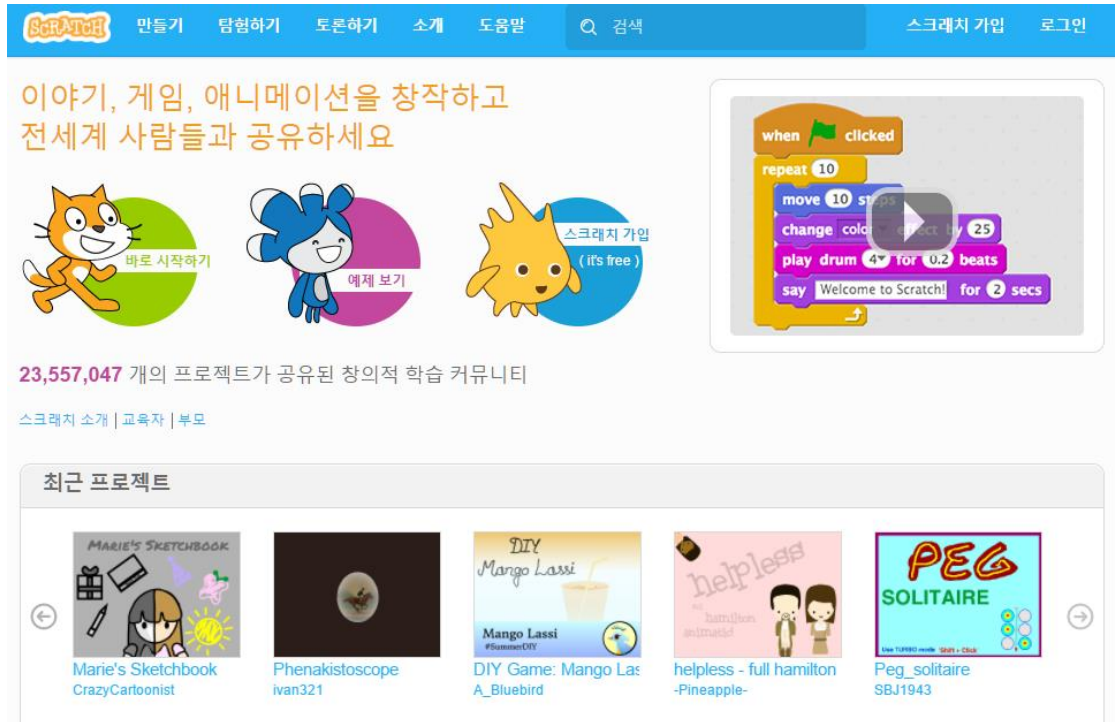 SCRATCH 만들기 탐험하기 토론하기 소개 도움말 검색 스크래치 가입 로그인
이야기, 게임, 애니메이션을 창작하고
전세계 사람들과 공유하세요
바로 시작하기
예제 보기
스크래치 가입
( it's free )
when clicked
repeat 10
move 10 steps
change color effect by 25
play drum 4 for 0.2 beats
say Welcome to Scratch! for 2 secs
23,557,047 개의 프로젝트가 공유된 창의적 학습 커뮤니티
스크래치 소개 | 교육자 | 부모
최근 프로젝트
MARIE'S SKETCHBOOK
DIY
Mango Lassi
Mango Lassi
#SummerDIY
helpless
hamilton
animatic
PEG
SOLITAIRE
Use TURBO mode Shift + Click
Marie's Sketchbook
CrazyCartoonist
Phenakistoscope
ivan321
DIY Game: Mango Las
A_Bluebird
helpless - full hamilton
-Pineapple-
Peg_solitaire
SBJ1943